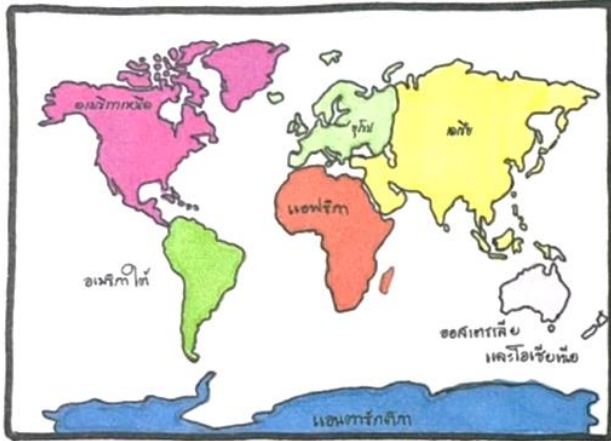 อเมริกาเหนือ
ยุโรป
เอเชีย
แอฟริกา
อเมริกาใต้
ออสเตรเลีย
และโอเชียเนีย
แอนตาร์กติกา